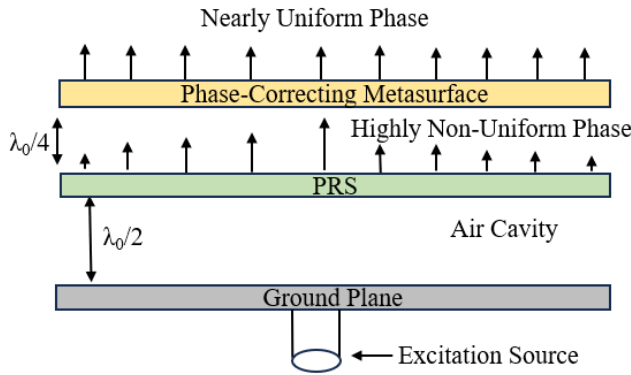 Nearly Uniform Phase
Phase-Correcting Metasurface
λ₀/4
Highly Non-Uniform Phase
PRS
λ₀/2
Air Cavity
Ground Plane
Excitation Source